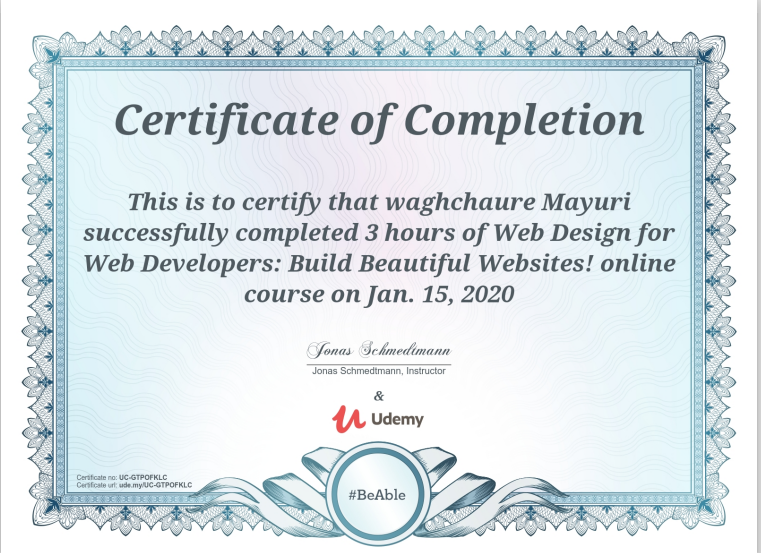 Certificate of Completion
This is to certify that waghchaure Mayuri
successfully completed 3 hours of Web Design for
Web Developers: Build Beautiful Websites! online
course on Jan. 15, 2020
Jonas Schmedtmann
Jonas Schmedtmann, Instructor
&
Udemy
Certificate no: UC-GTPOFKLC
Certificate url: ude.my/UC-GTPOFKLC
#BeAble